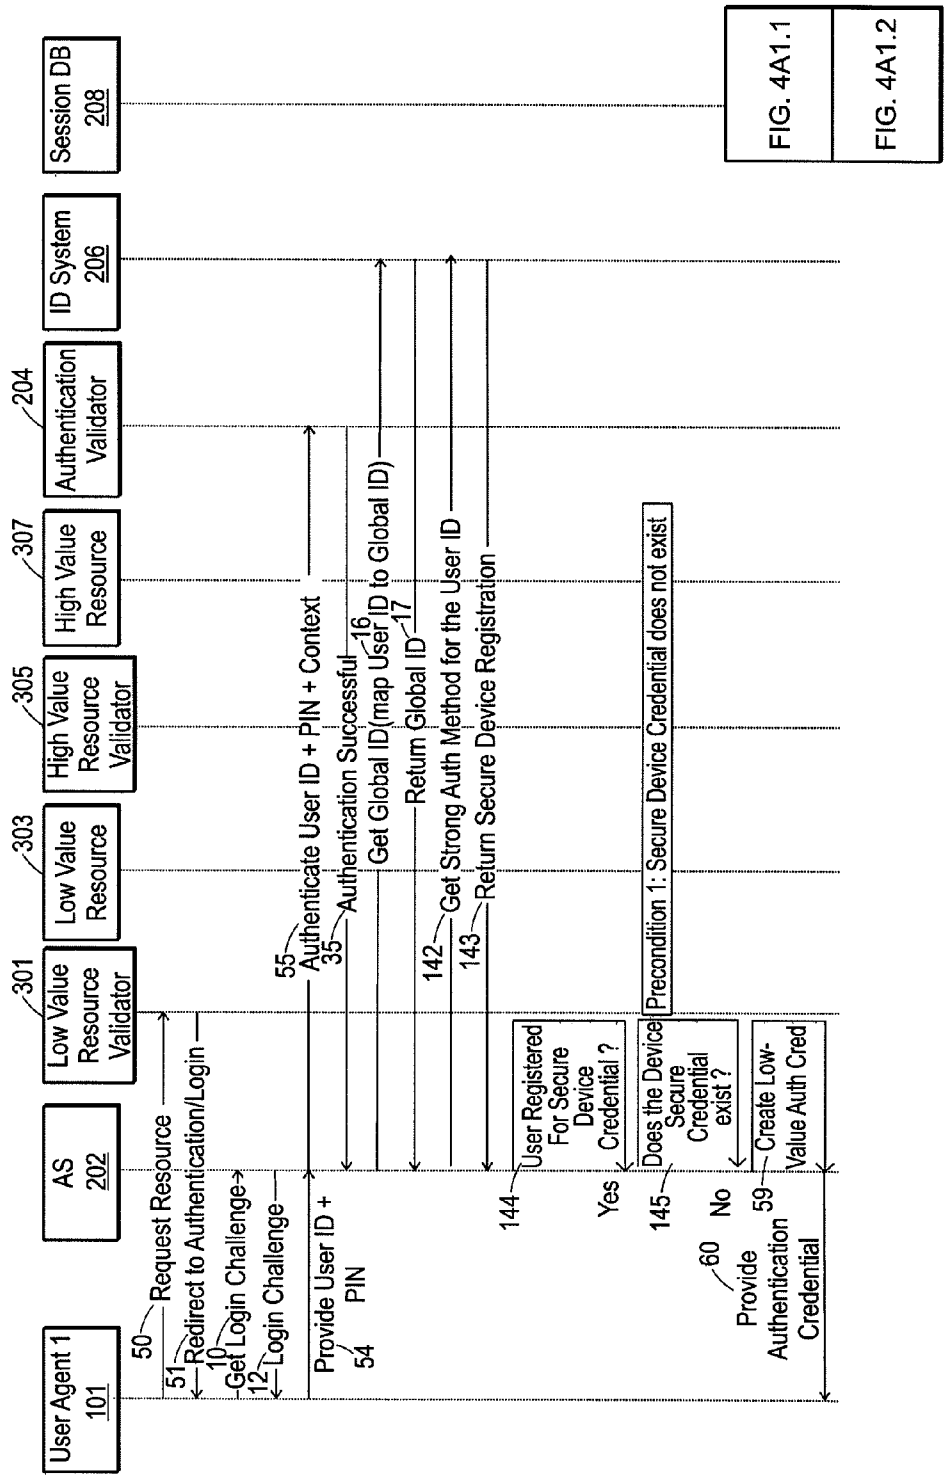 User Agent 1
101
AS
202
301
Low Value
Resource
Validator
303
Low Value
Resource
305
High Value
Resource
Validator
307
High Value
Resource
204
Authentication
Validator
ID System
206
Session DB
208
50
Request Resource
51
Redirect to Authentication/Login
10
Get Login Challenge
12
Login Challenge
Provide User ID +
PIN
54
55
Authenticate User ID + PIN + Context
35
Authentication Successful
16
Get Global ID(map User ID to Global ID)
17
Return Global ID
142
Get Strong Auth Method for the User ID
143
Return Secure Device Registration
144
User Registered
For Secure
Device
Credential ?
Yes
145
Does the Device
Secure
Credential
exist ?
Precondition 1: Secure Device Credential does not exist
No
59
Create Low-
Value Auth Cred
60
Provide
Authentication
Credential
FIG. 4A1.1
FIG. 4A1.2